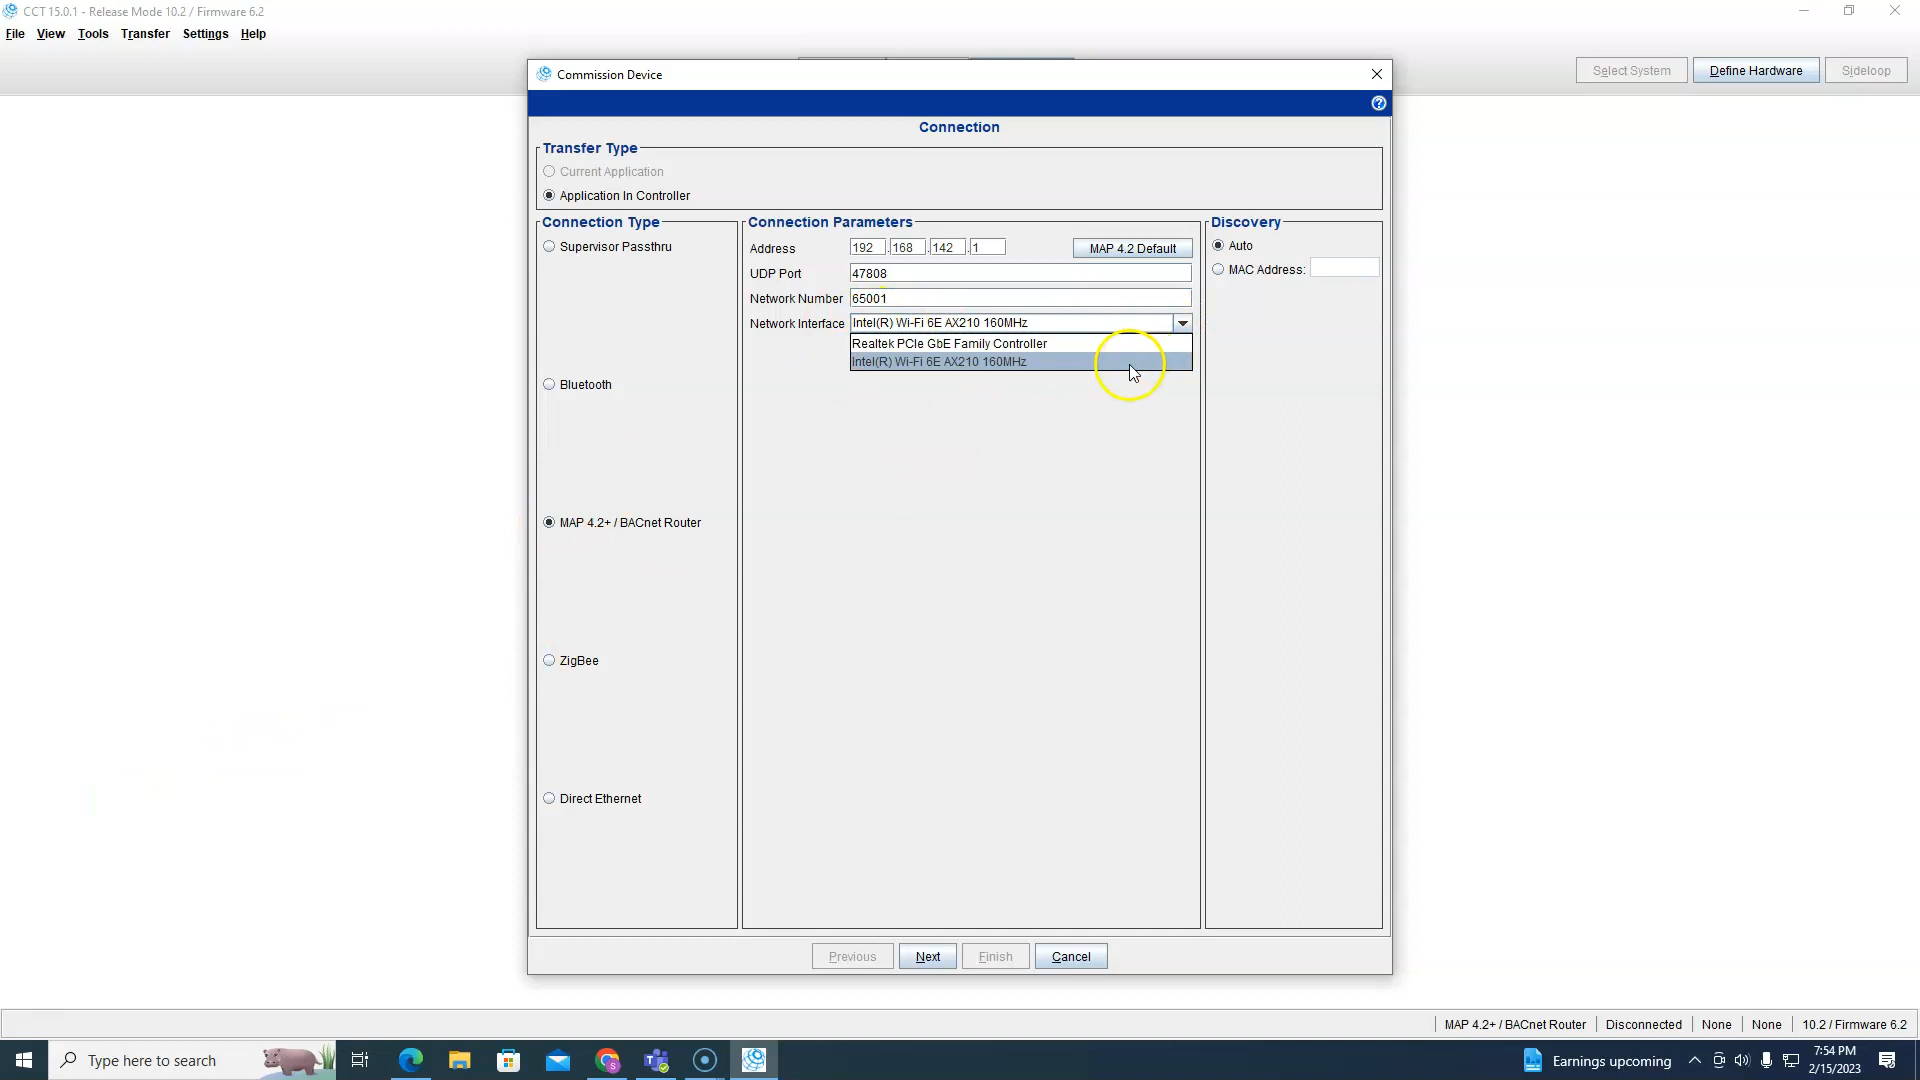 CCT 15.0.1 - Release Mode 10.2 / Firmware 6.2
File View Tools Transfer Settings Help
Select System Define Hardware Sideloop
Commission Device
Connection
Transfer Type
Current Application
Application In Controller
Connection Type
Supervisor Passthru
Bluetooth
MAP 4.2+ / BACnet Router
ZigBee
Direct Ethernet
Connection Parameters
Address 192 . 168 . 142 . 1 MAP 4.2 Default
UDP Port 47808
Network Number 65001
Network Interface Intel(R) Wi-Fi 6E AX210 160MHz
Realtek PCIe GbE Family Controller
Intel(R) Wi-Fi 6E AX210 160MHz
Discovery
Auto
MAC Address:
Previous Next Finish Cancel
MAP 4.2+ / BACnet Router Disconnected None None 10.2 / Firmware 6.2
Type here to search
Earnings upcoming
7:54 PM
2/15/2023